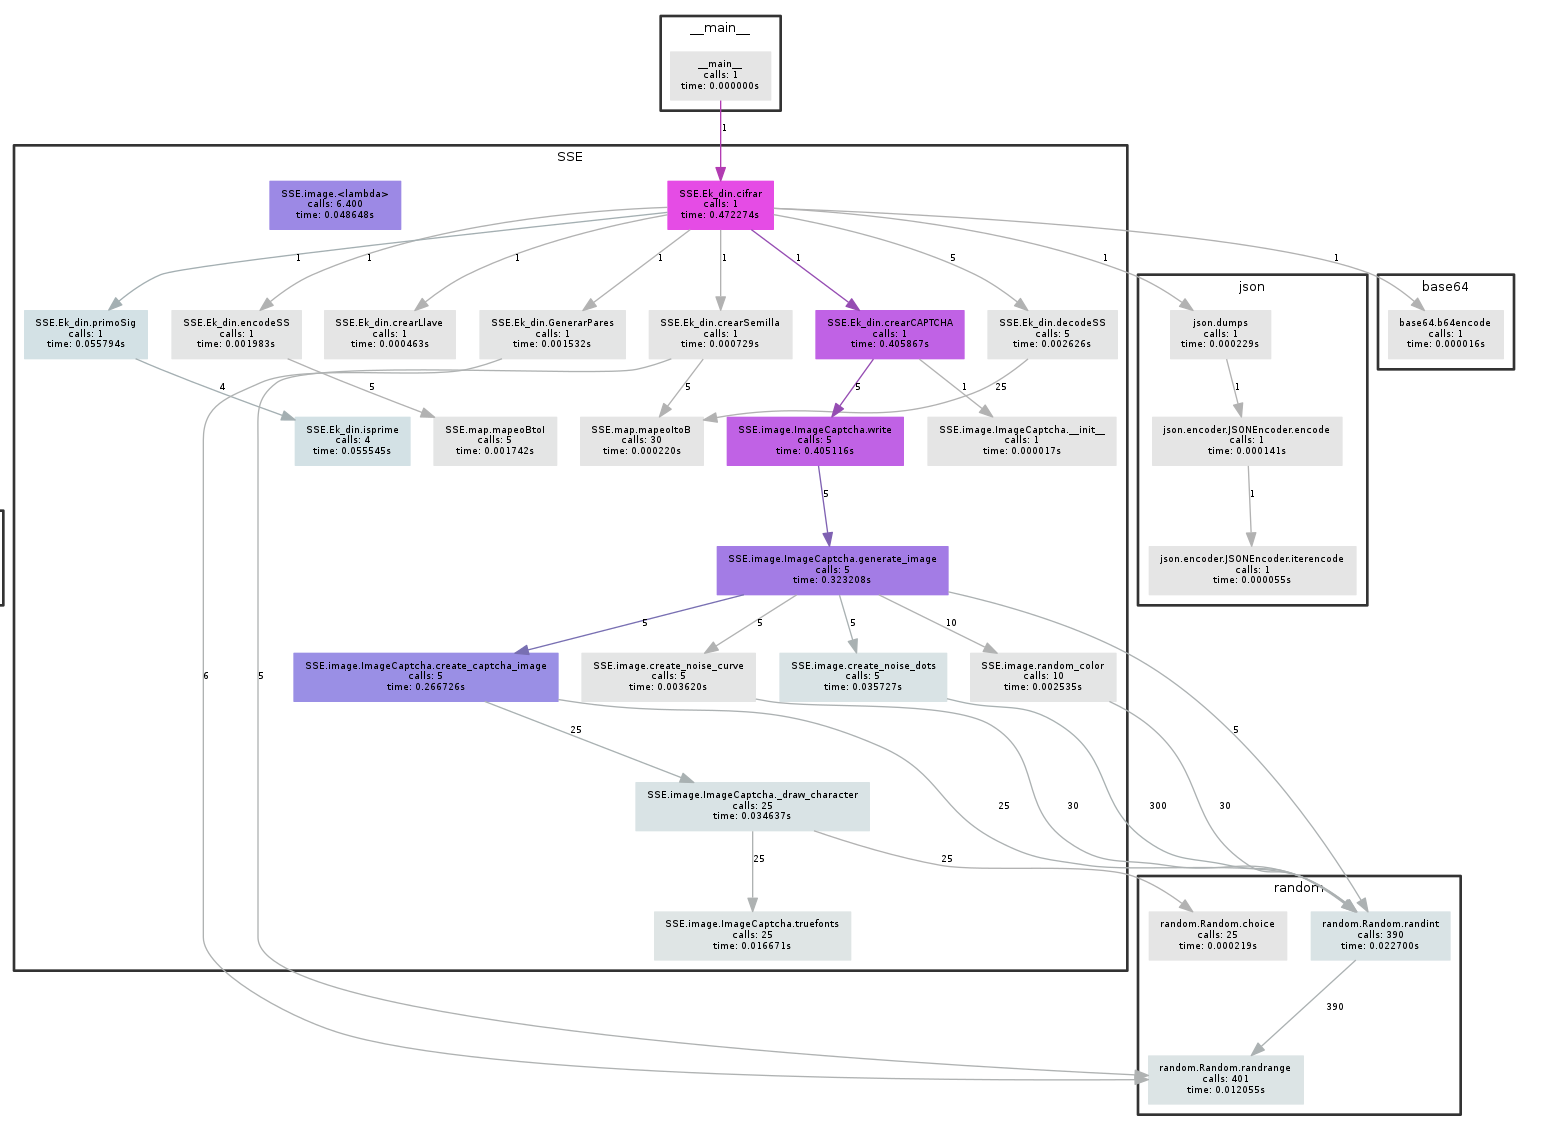 __main__
__main__
calls: 1
time: 0.000000s
1
SSE
SSE.image.<lambda>
calls: 6.400
time: 0.048648s
SSE.Ek_din.cifrar
calls: 1
time: 0.472274s
1
1
1
1
1
1
5
1
1
json
base64
SSE.Ek_din.primoSig
calls: 1
time: 0.055794s
SSE.Ek_din.encodeSS
calls: 1
time: 0.001983s
SSE.Ek_din.crearLlave
calls: 1
time: 0.000463s
SSE.Ek_din.GenerarPares
calls: 1
time: 0.001532s
SSE.Ek_din.crearSemilla
calls: 1
time: 0.000729s
SSE.Ek_din.crearCAPTCHA
calls: 1
time: 0.405867s
SSE.Ek_din.decodeSS
calls: 5
time: 0.002626s
json.dumps
calls: 1
time: 0.000229s
base64.b64encode
calls: 1
time: 0.000016s
4
5
5
5
1
25
1
SSE.Ek_din.isprime
calls: 4
time: 0.055545s
SSE.map.mapeoBtoI
calls: 5
time: 0.001742s
SSE.map.mapeoItoB
calls: 30
time: 0.000220s
SSE.image.ImageCaptcha.write
calls: 5
time: 0.405116s
SSE.image.ImageCaptcha.__init__
calls: 1
time: 0.000017s
json.encoder.JSONEncoder.encode
calls: 1
time: 0.000141s
5
1
SSE.image.ImageCaptcha.generate_image
calls: 5
time: 0.323208s
json.encoder.JSONEncoder.iterencode
calls: 1
time: 0.000055s
5
5
5
10
6
5
SSE.image.ImageCaptcha.create_captcha_image
calls: 5
time: 0.266726s
SSE.image.create_noise_curve
calls: 5
time: 0.003620s
SSE.image.create_noise_dots
calls: 5
time: 0.035727s
SSE.image.random_color
calls: 10
time: 0.002535s
25
5
SSE.image.ImageCaptcha._draw_character
calls: 25
time: 0.034637s
25
30
300
30
25
25
random
SSE.image.ImageCaptcha.truefonts
calls: 25
time: 0.016671s
random.Random.choice
calls: 25
time: 0.000219s
random.Random.randint
calls: 390
time: 0.022700s
390
random.Random.randrange
calls: 401
time: 0.012055s